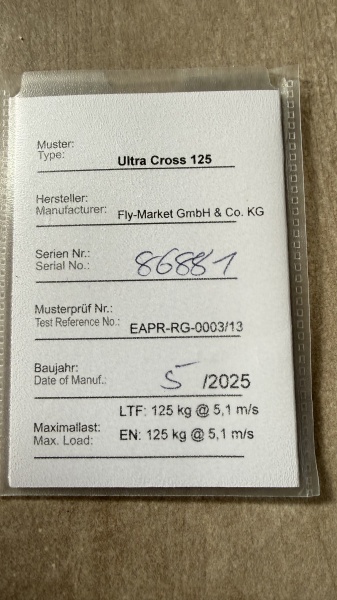 Muster:
Type: Ultra Cross 125
Hersteller:
Manufacturer: Fly-Market GmbH & Co. KG
Serien Nr.:
Serial No.: 86881
Musterprüf Nr.:
Test Reference No.: EAPR-RG-0003/13
Baujahr:
Date of Manuf.: 5 /2025
LTF: 125 kg @ 5,1 m/s
Maximallast:
Max. Load: EN: 125 kg @ 5,1 m/s